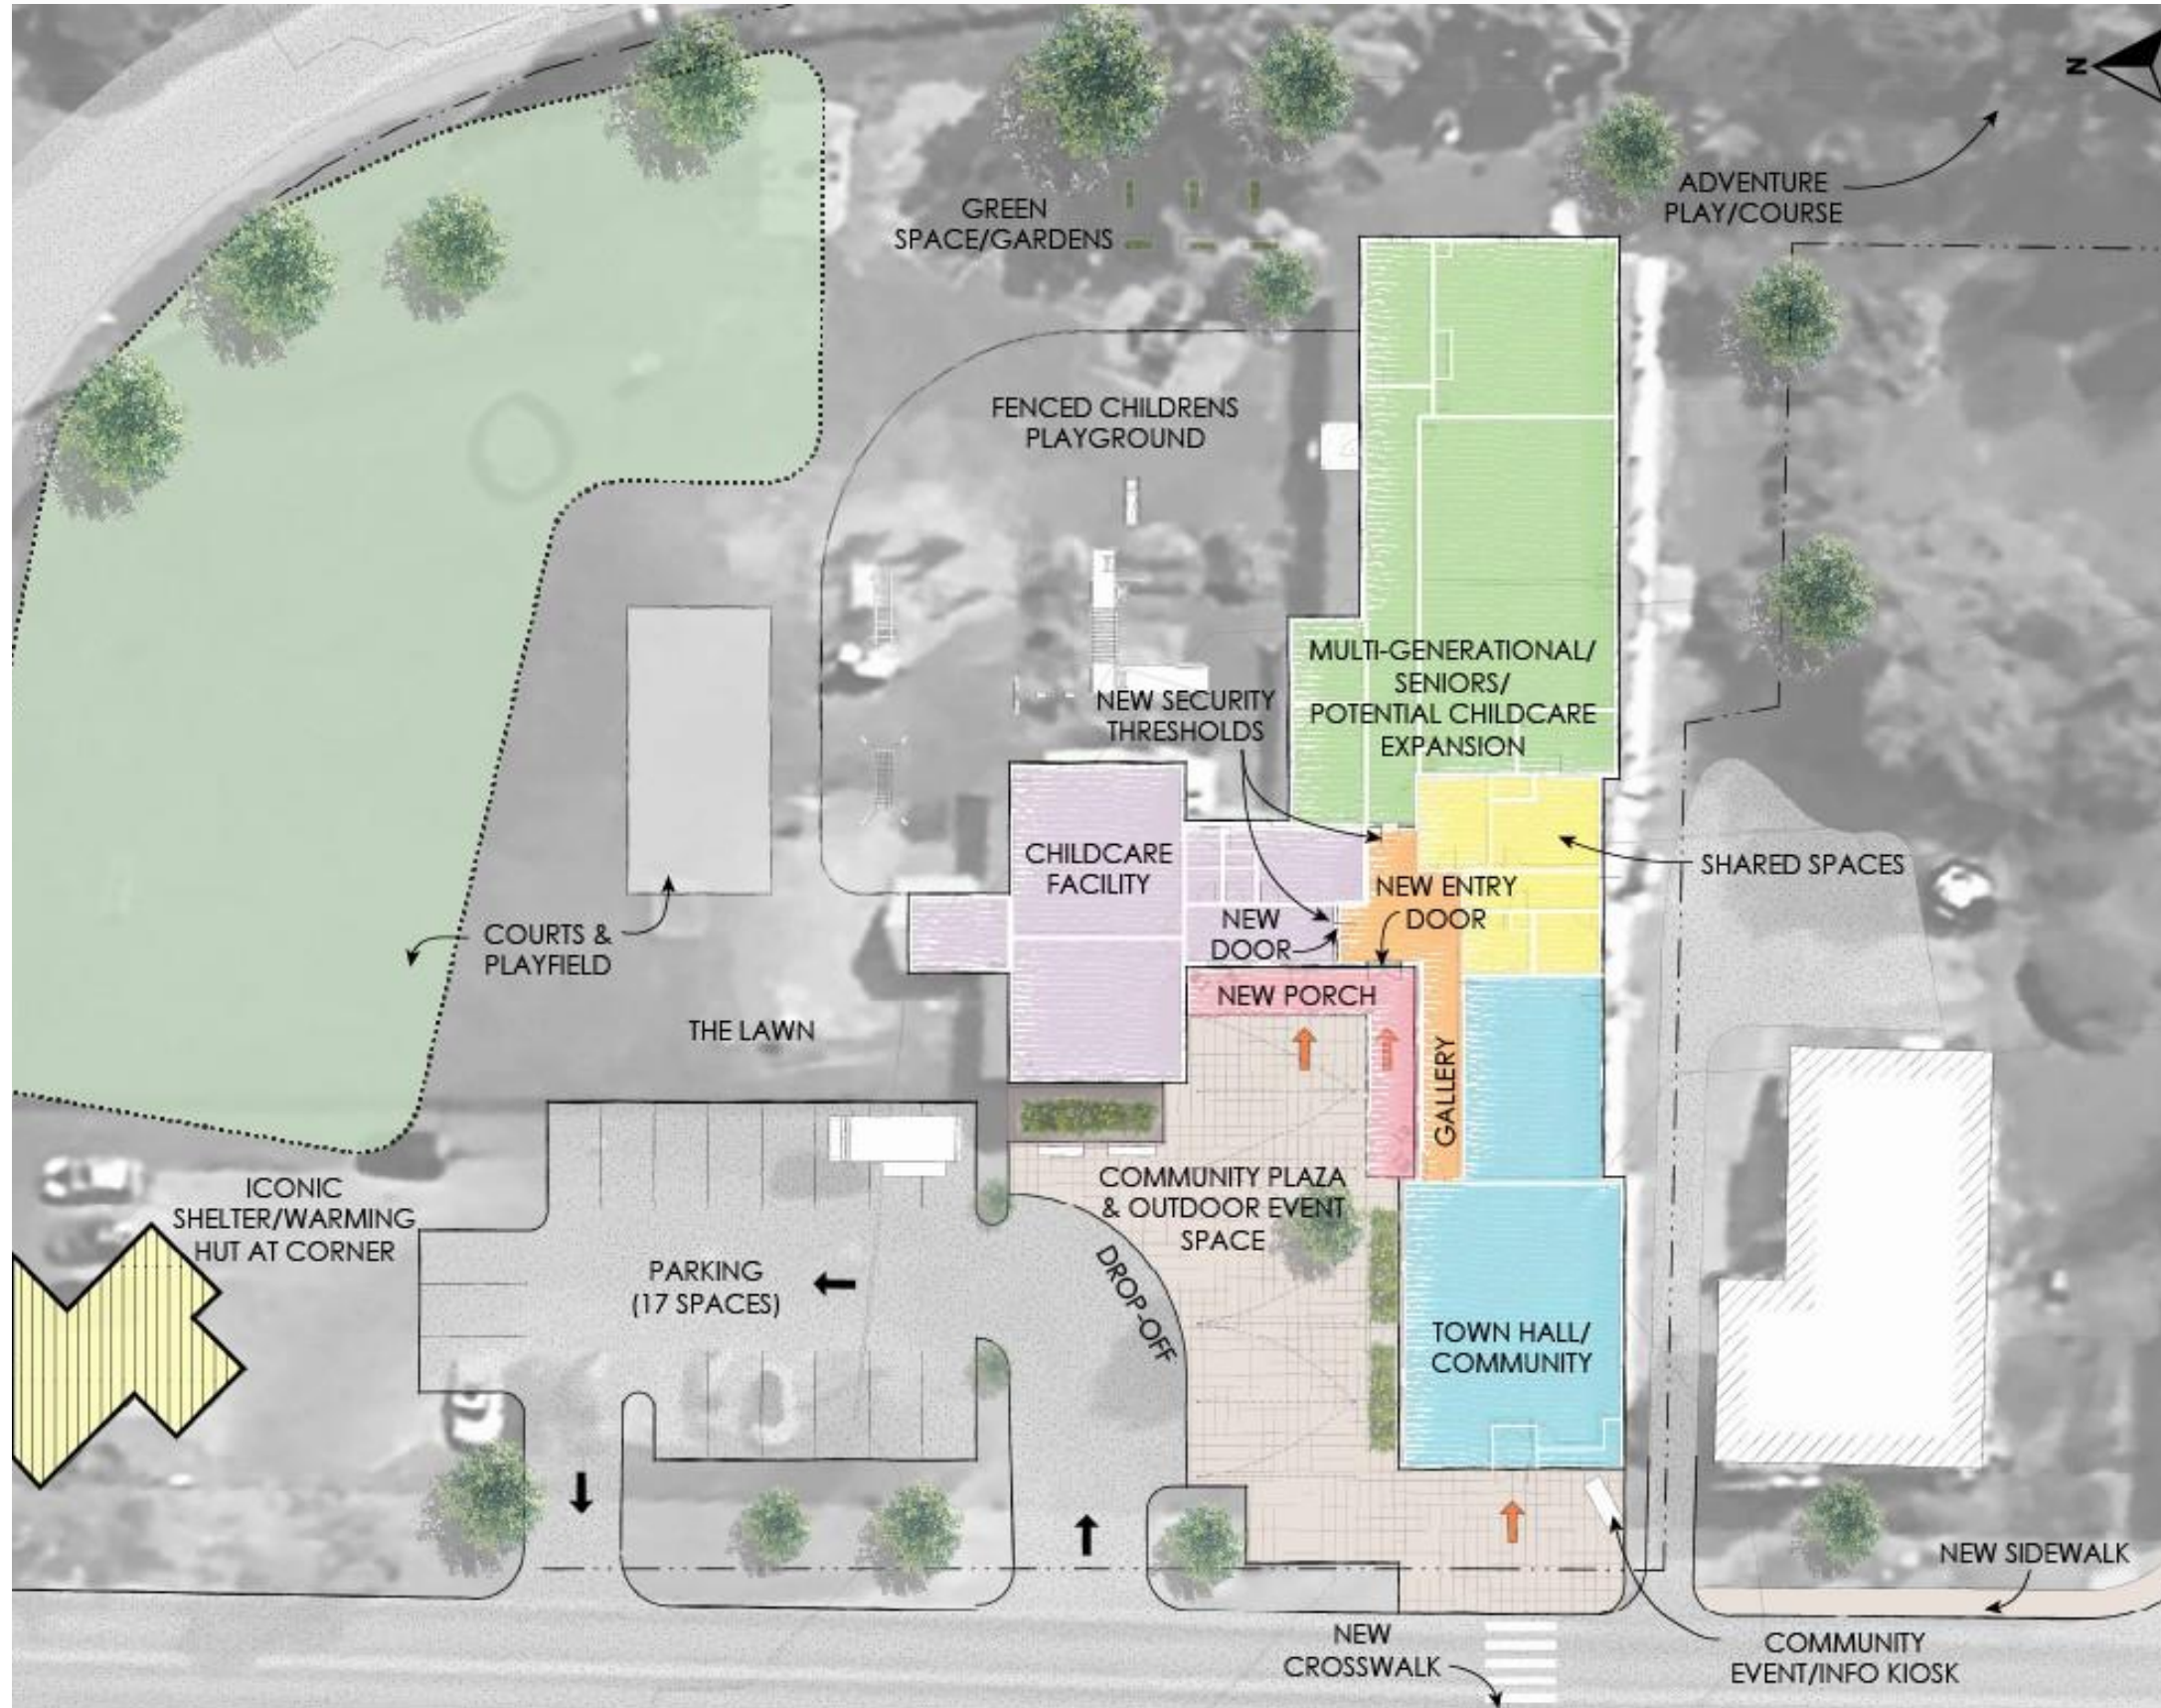 N
ADVENTURE
PLAY/COURSE
GREEN
SPACE/GARDENS
FENCED CHILDRENS
PLAYGROUND
MULTI-GENERATIONAL/
SENIORS/
POTENTIAL CHILDCARE
EXPANSION
NEW SECURITY
THRESHOLDS
CHILDCARE
FACILITY
SHARED SPACES
NEW ENTRY
DOOR
NEW
DOOR
COURTS &
PLAYFIELD
NEW PORCH
THE LAWN
GALLERY
COMMUNITY PLAZA
& OUTDOOR EVENT
SPACE
ICONIC
SHELTER/WARMING
HUT AT CORNER
DROP-OFF
PARKING
(17 SPACES)
TOWN HALL/
COMMUNITY
NEW SIDEWALK
NEW
CROSSWALK
COMMUNITY
EVENT/INFO KIOSK